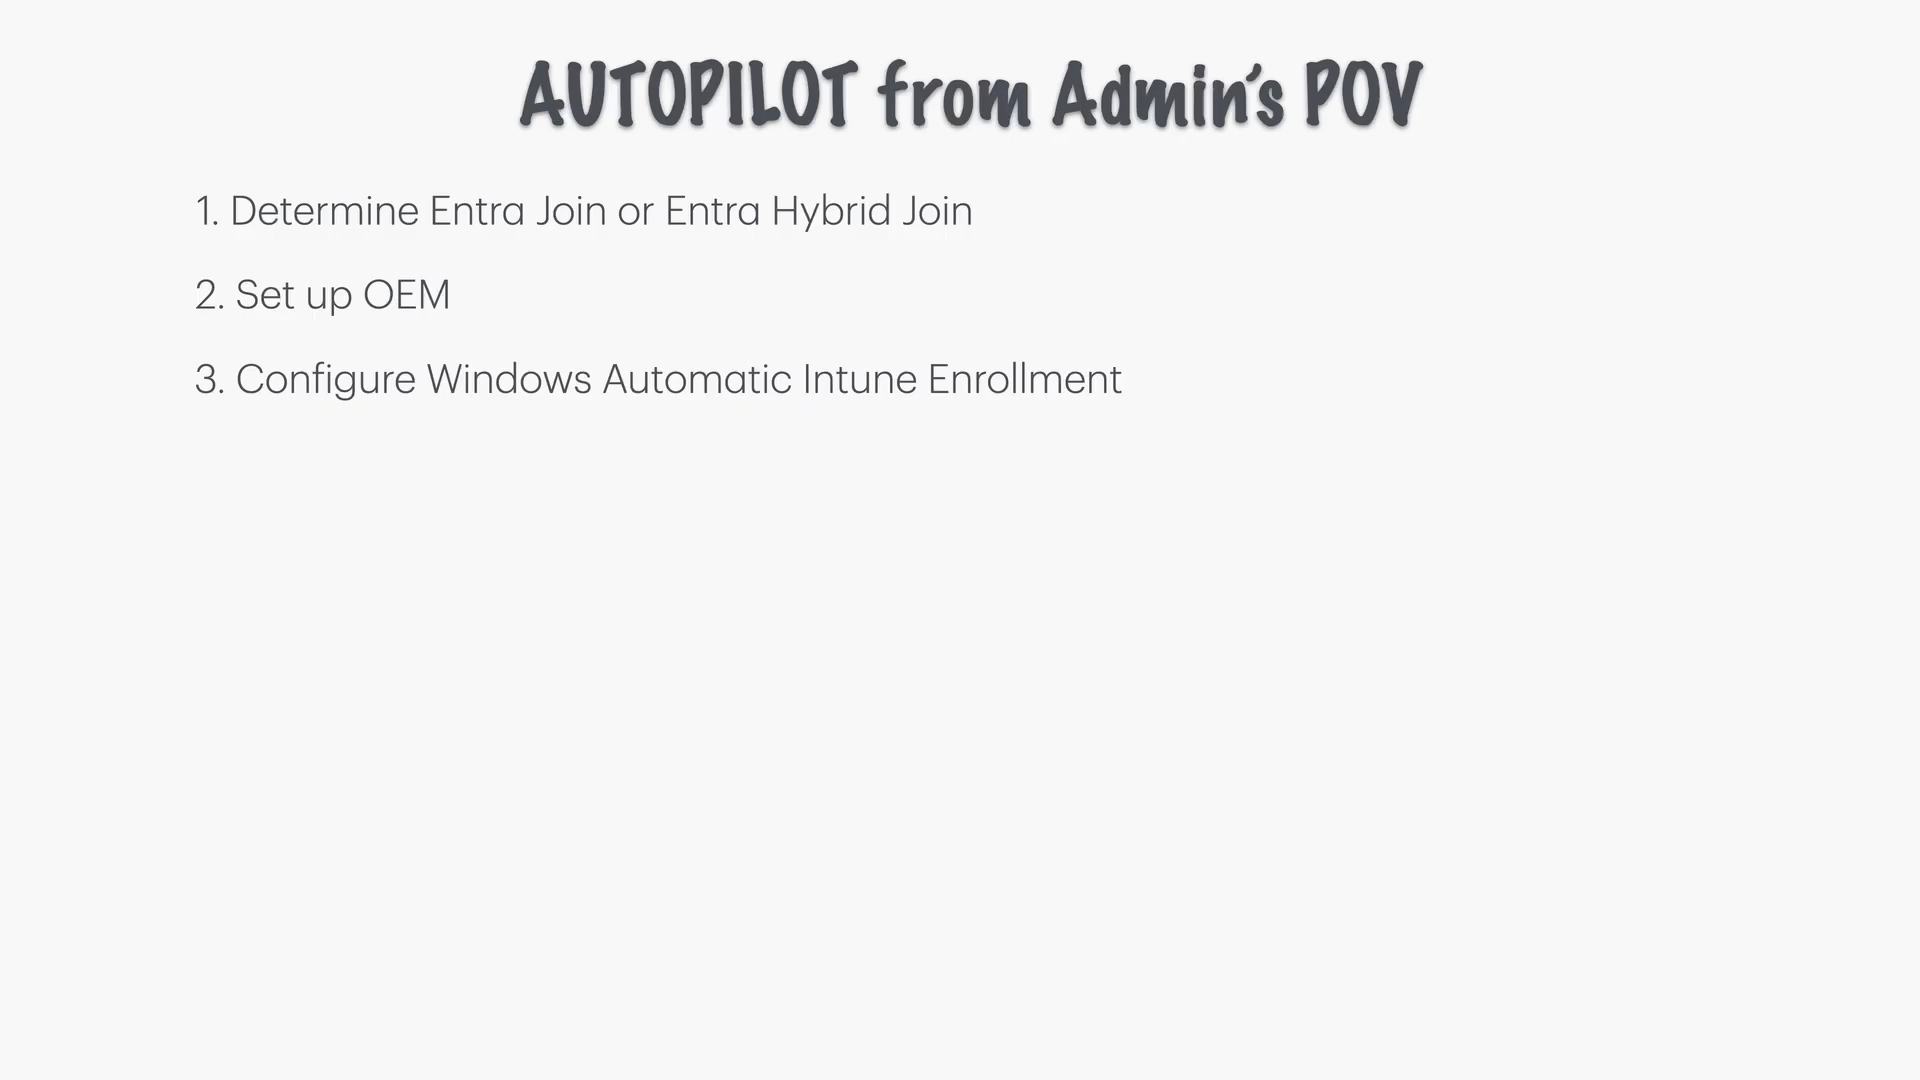 AUTOPILOT from Admin's POV
1. Determine Entra Join or Entra Hybrid Join
2. Set up OEM
3. Configure Windows Automatic Intune Enrollment